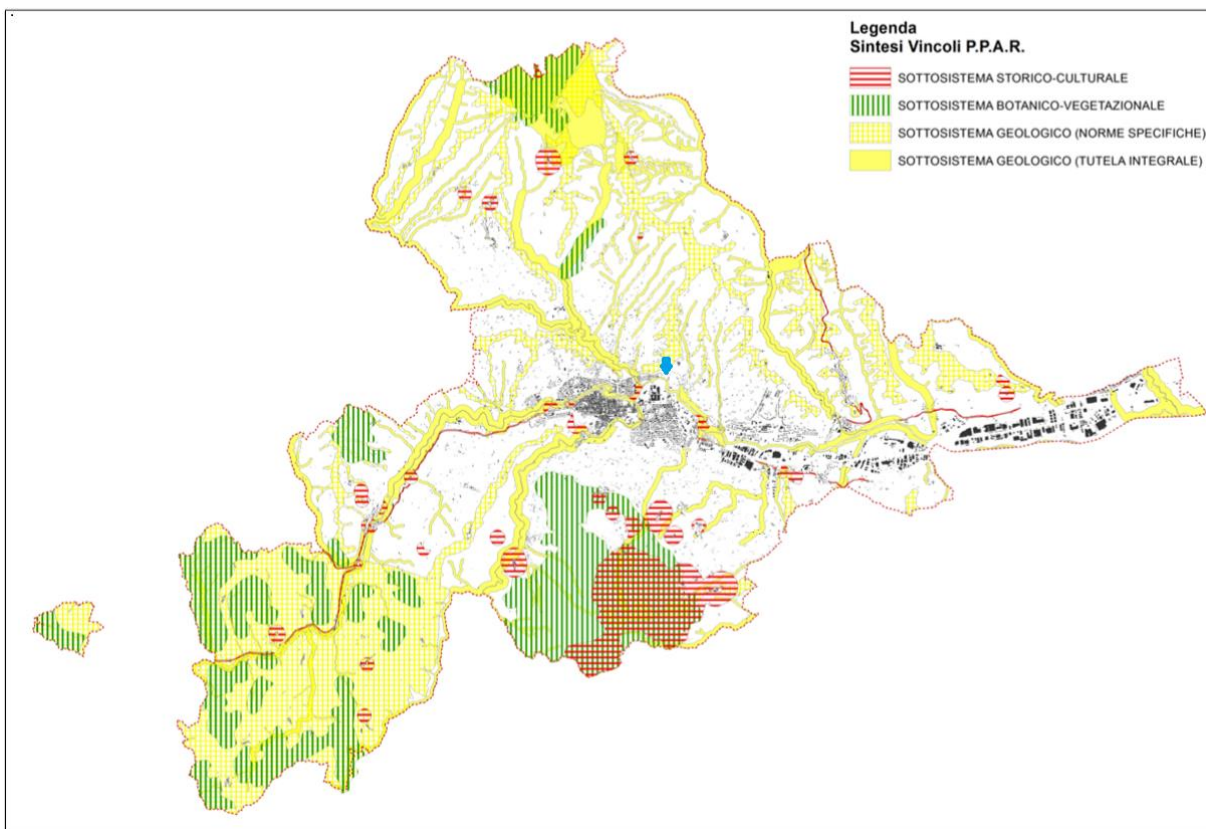 Legenda
Sintesi Vincoli P.P.A.R.
SOTTOSISTEMA STORICO-CULTURALE
SOTTOSISTEMA BOTANICO-VEGETAZIONALE
SOTTOSISTEMA GEOLOGICO (NORME SPECIFICHE)
SOTTOSISTEMA GEOLOGICO (TUTELA INTEGRALE)